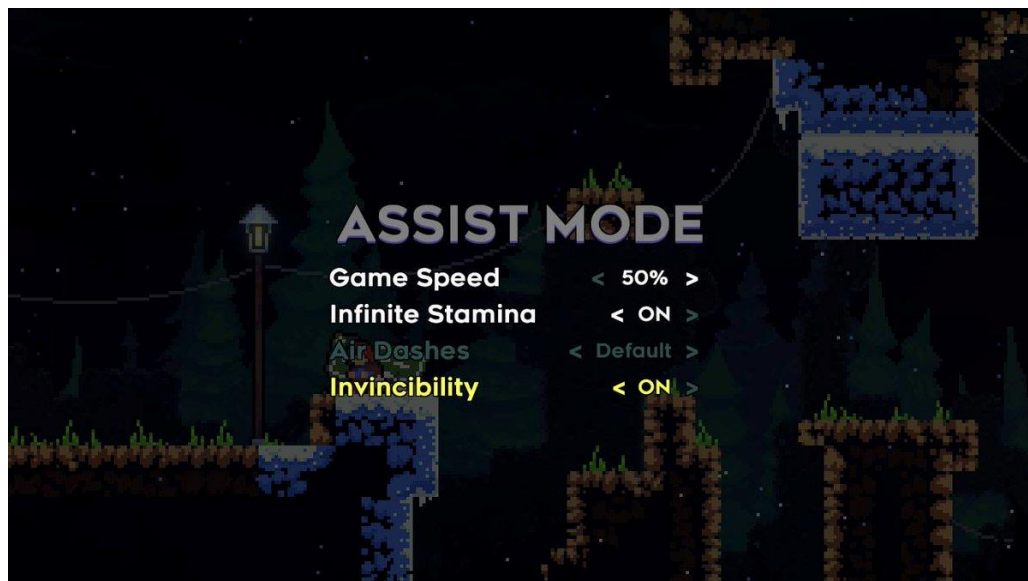 ASSIST MODE
Game Speed < 50% >
Infinite Stamina < ON >
Air Dashes < Default >
Invincibility < ON >